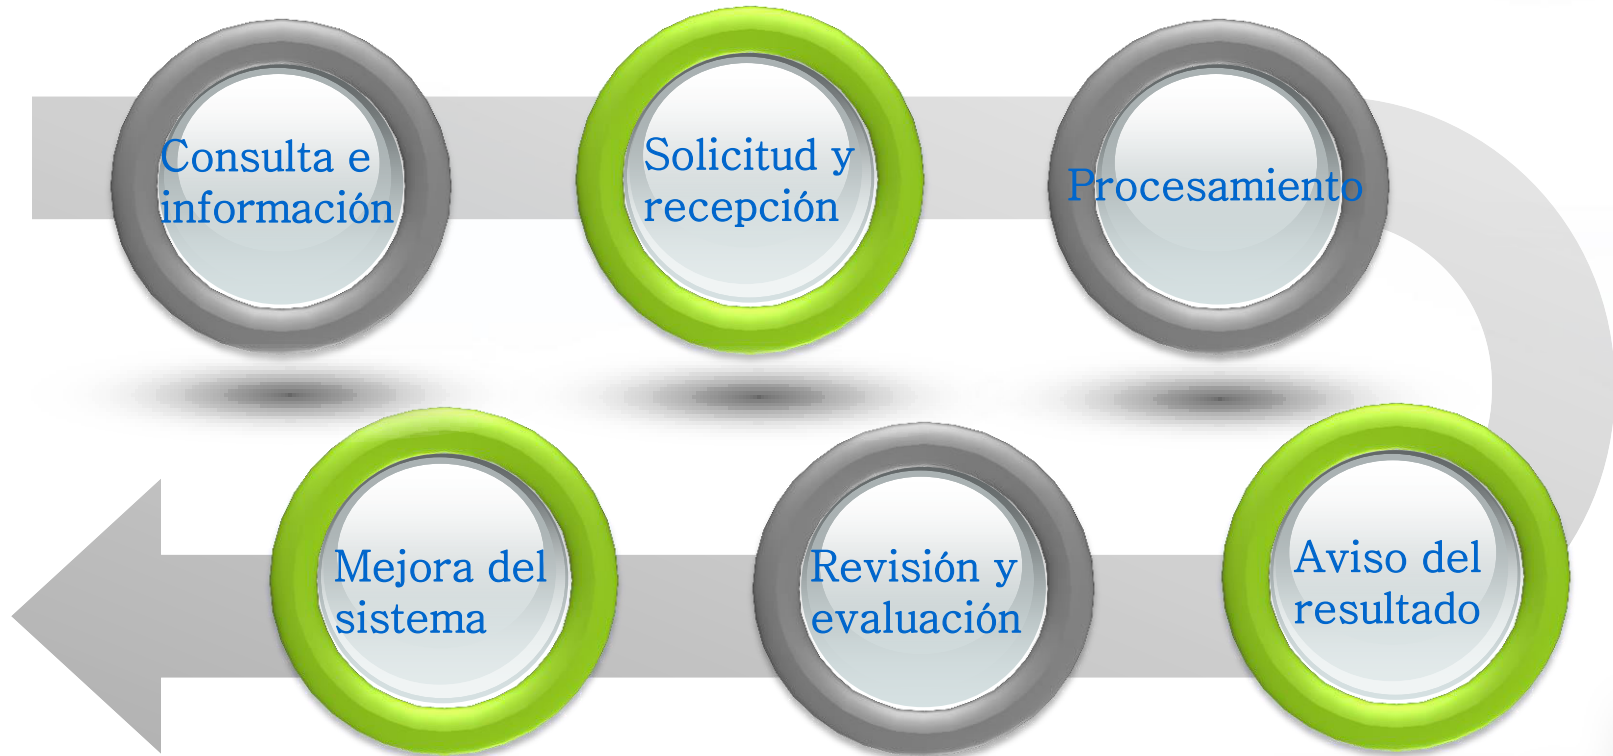 Consulta e
información
Solicitud y
recepción
Procesamiento
Aviso del
resultado
Revisión y
evaluación
Mejora del
sistema